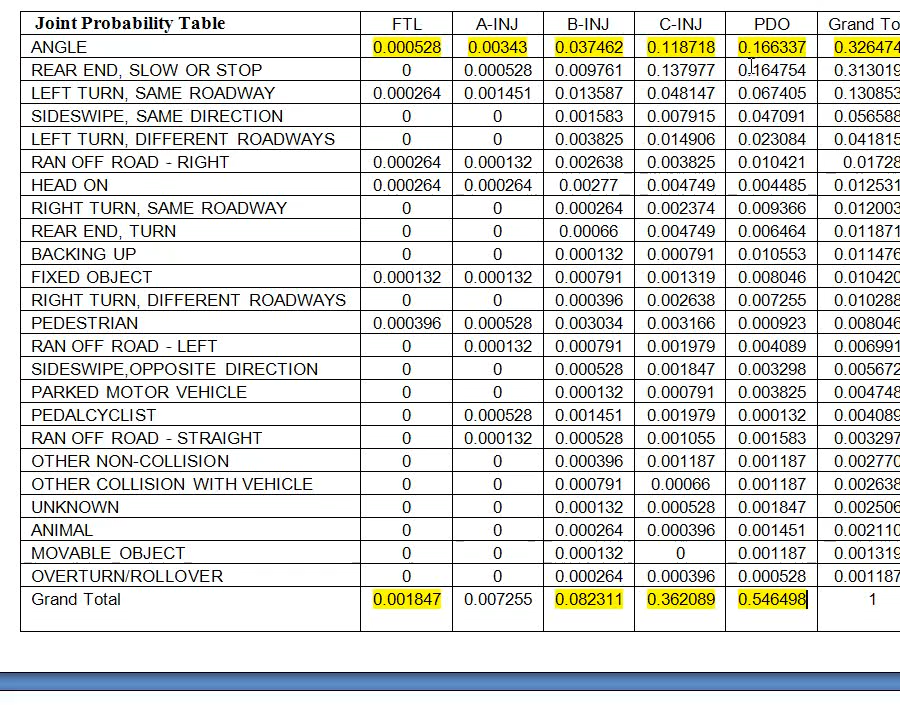 Joint Probability Table FTL A-INJ B-INJ C-INJ PDO Grand To
ANGLE 0.000528 0.00343 0.037462 0.118718 0.166337 0.326474
REAR END, SLOW OR STOP 0 0.000528 0.009761 0.137977 0.164754 0.313019
LEFT TURN, SAME ROADWAY 0.000264 0.001451 0.013587 0.048147 0.067405 0.130853
SIDESWIPE, SAME DIRECTION 0 0 0.001583 0.007915 0.047091 0.056588
LEFT TURN, DIFFERENT ROADWAYS 0 0 0.003825 0.014906 0.023084 0.041815
RAN OFF ROAD - RIGHT 0.000264 0.000132 0.002638 0.003825 0.010421 0.01728
HEAD ON 0.000264 0.000264 0.00277 0.004749 0.004485 0.012531
RIGHT TURN, SAME ROADWAY 0 0 0.000264 0.002374 0.009366 0.012003
REAR END, TURN 0 0 0.00066 0.004749 0.006464 0.011871
BACKING UP 0 0 0.000132 0.000791 0.010553 0.011476
FIXED OBJECT 0.000132 0.000132 0.000791 0.001319 0.008046 0.010420
RIGHT TURN, DIFFERENT ROADWAYS 0 0 0.000396 0.002638 0.007255 0.010288
PEDESTRIAN 0.000396 0.000528 0.003034 0.003166 0.000923 0.008046
RAN OFF ROAD - LEFT 0 0.000132 0.000791 0.001979 0.004089 0.006991
SIDESWIPE,OPPOSITE DIRECTION 0 0 0.000528 0.001847 0.003298 0.005672
PARKED MOTOR VEHICLE 0 0 0.000132 0.000791 0.003825 0.004748
PEDALCYCLIST 0 0.000528 0.001451 0.001979 0.000132 0.004089
RAN OFF ROAD - STRAIGHT 0 0.000132 0.000528 0.001055 0.001583 0.003297
OTHER NON-COLLISION 0 0 0.000396 0.001187 0.001187 0.002770
OTHER COLLISION WITH VEHICLE 0 0 0.000791 0.00066 0.001187 0.002638
UNKNOWN 0 0 0.000132 0.000528 0.001847 0.002506
ANIMAL 0 0 0.000264 0.000396 0.001451 0.002110
MOVABLE OBJECT 0 0 0.000132 0 0.001187 0.001319
OVERTURN/ROLLOVER 0 0 0.000264 0.000396 0.000528 0.001187
Grand Total 0.001847 0.007255 0.082311 0.362089 0.546498 1